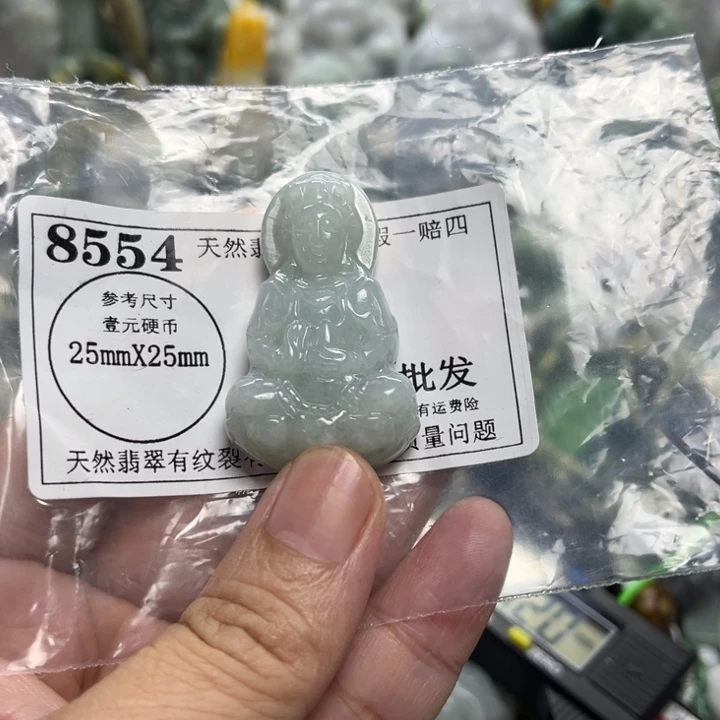 8554 天然翡 假一赔四
参考尺寸
壹元硬币
25mmX25mm
批发
有运费险
天然翡翠有纹裂 质量问题